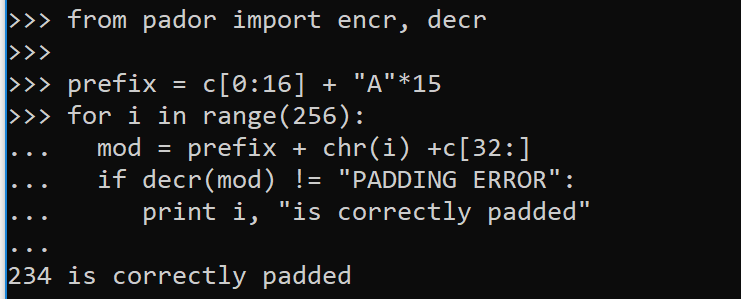 >>> from pador import encr, decr
>>>
>>> prefix = c[0:16] + "A"*15
>>> for i in range(256):
...   mod = prefix + chr(i) +c[32:]
...   if decr(mod) != "PADDING ERROR":
...      print i, "is correctly padded"
...
234 is correctly padded